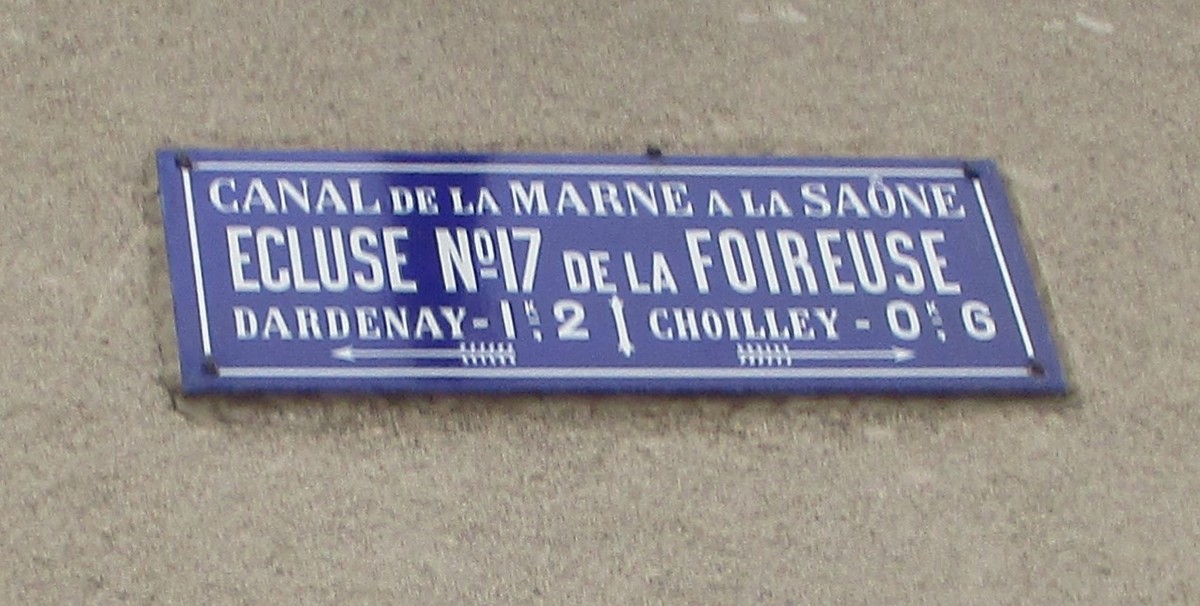 CANAL DE LA MARNE A LA SAÔNE
ECLUSE Nº17 DE LA FOIREUSE
DARDENAY - 1ᴷ, 2 CHOILLEY - 0ᴷ, 6